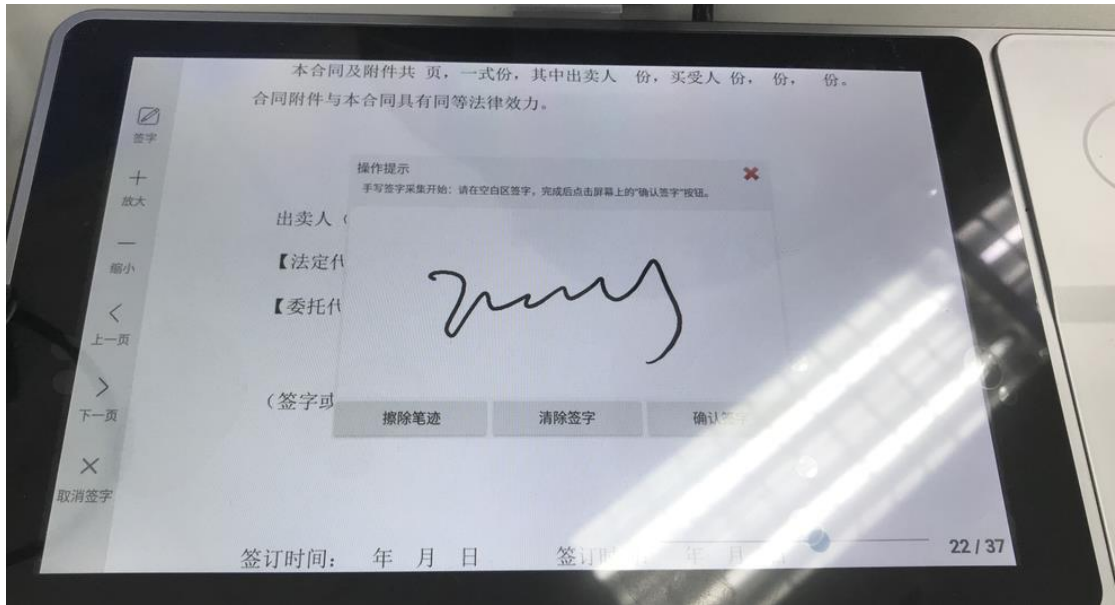 本合同及附件共 页，一式份，其中出卖人 份，买受人 份， 份， 份。
合同附件与本合同具有同等法律效力。
签字
放大
缩小
上一页
下一页
取消签字
操作提示
手写签字采集开始：请在空白区签字，完成后点击屏幕上的“确认签字”按钮。
出卖人（
【法定代
【委托代
（签字或
擦除笔迹 清除签字 确认签字
签订时间： 年 月 日 签订时 年 月
22 / 37